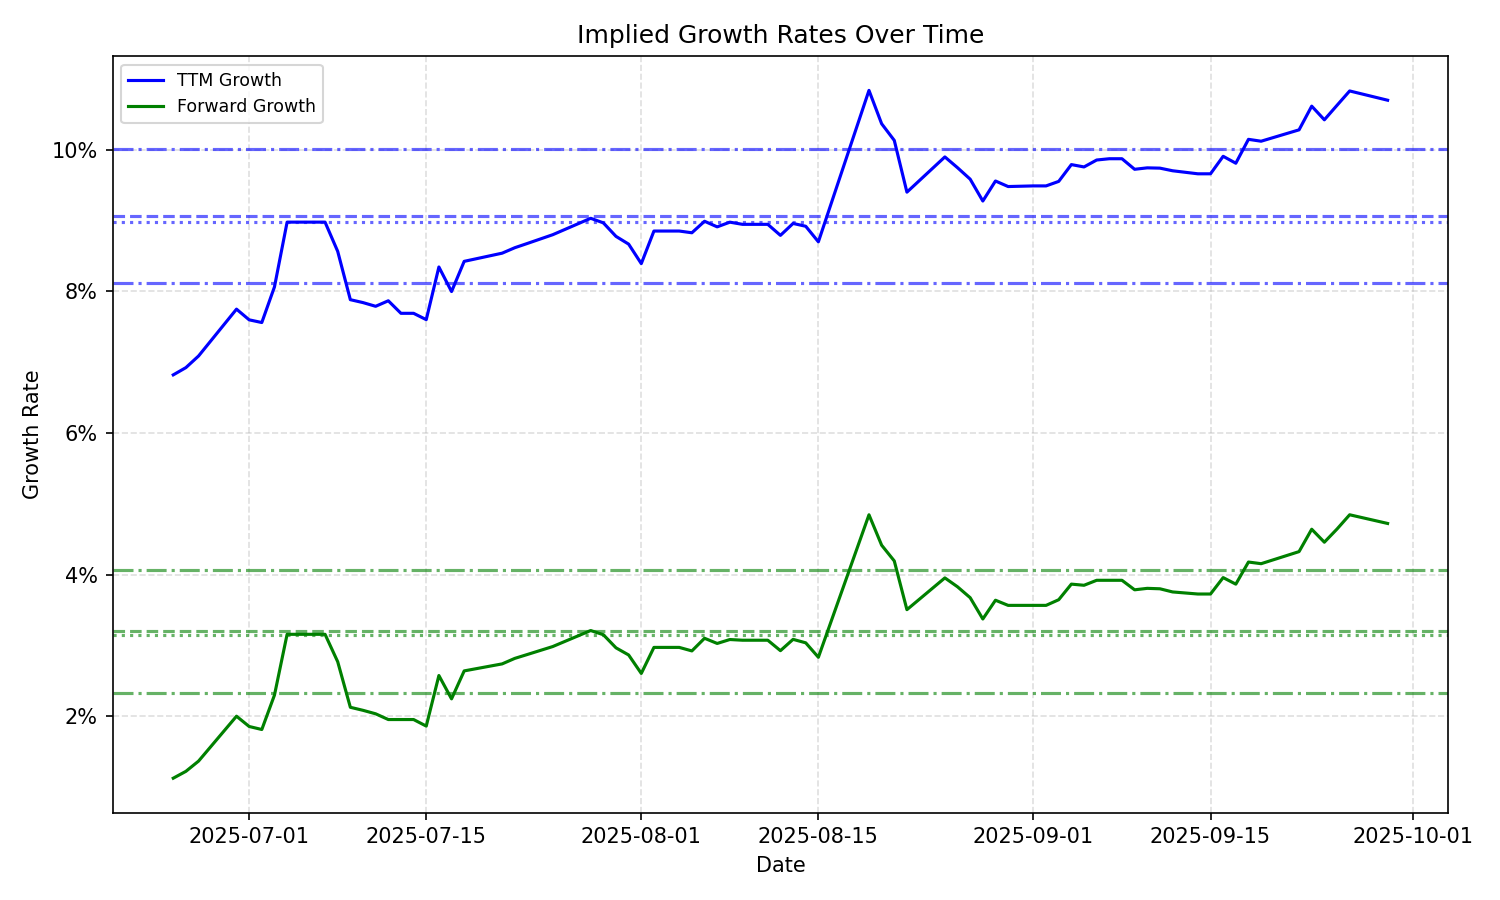 Implied Growth Rates Over Time
TTM Growth
Forward Growth
10%
8%
6%
4%
2%
Growth Rate
2025-07-01
2025-07-15
2025-08-01
2025-08-15
2025-09-01
2025-09-15
2025-10-01
Date